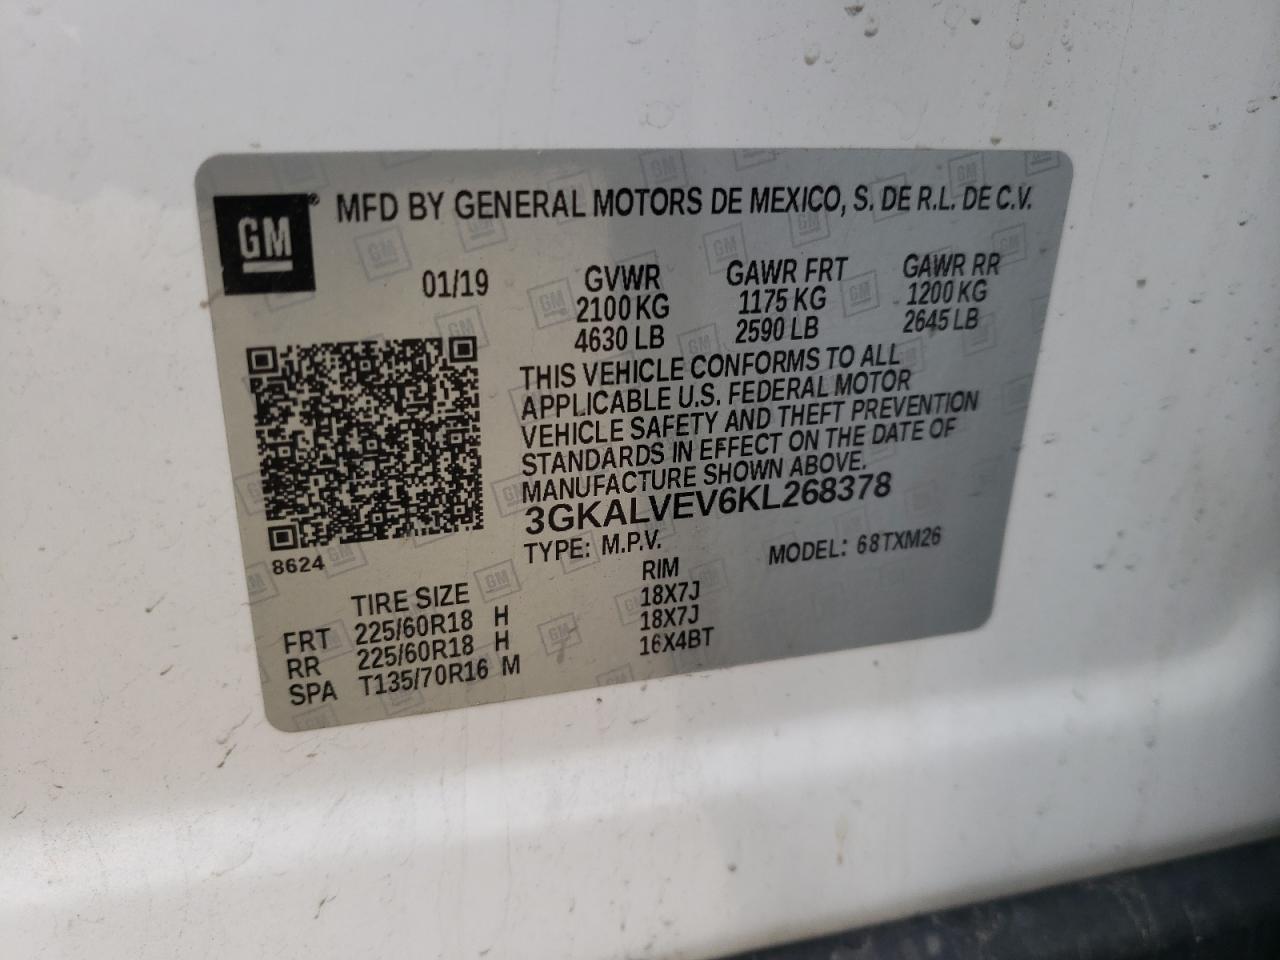 GM® MFD BY GENERAL MOTORS DE MEXICO, S. DE R.L. DE C.V.
01/19 GVWR GAWR FRT GAWR RR
2100 KG 1175 KG 1200 KG
4630 LB 2590 LB 2645 LB
THIS VEHICLE CONFORMS TO ALL
APPLICABLE U.S. FEDERAL MOTOR
VEHICLE SAFETY AND THEFT PREVENTION
STANDARDS IN EFFECT ON THE DATE OF
MANUFACTURE SHOWN ABOVE.
3GKALVEV6KL268378
8624
TYPE: M.P.V. MODEL: 68TXM26
TIRE SIZE RIM
FRT 225/60R18 H 18X7J
RR 225/60R18 H 18X7J
SPA T135/70R16 M 16X4BT